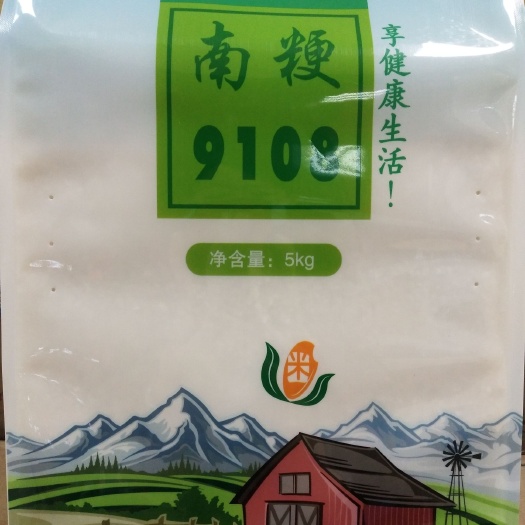 南粳
9108
享健康生活！
净含量：5kg
米